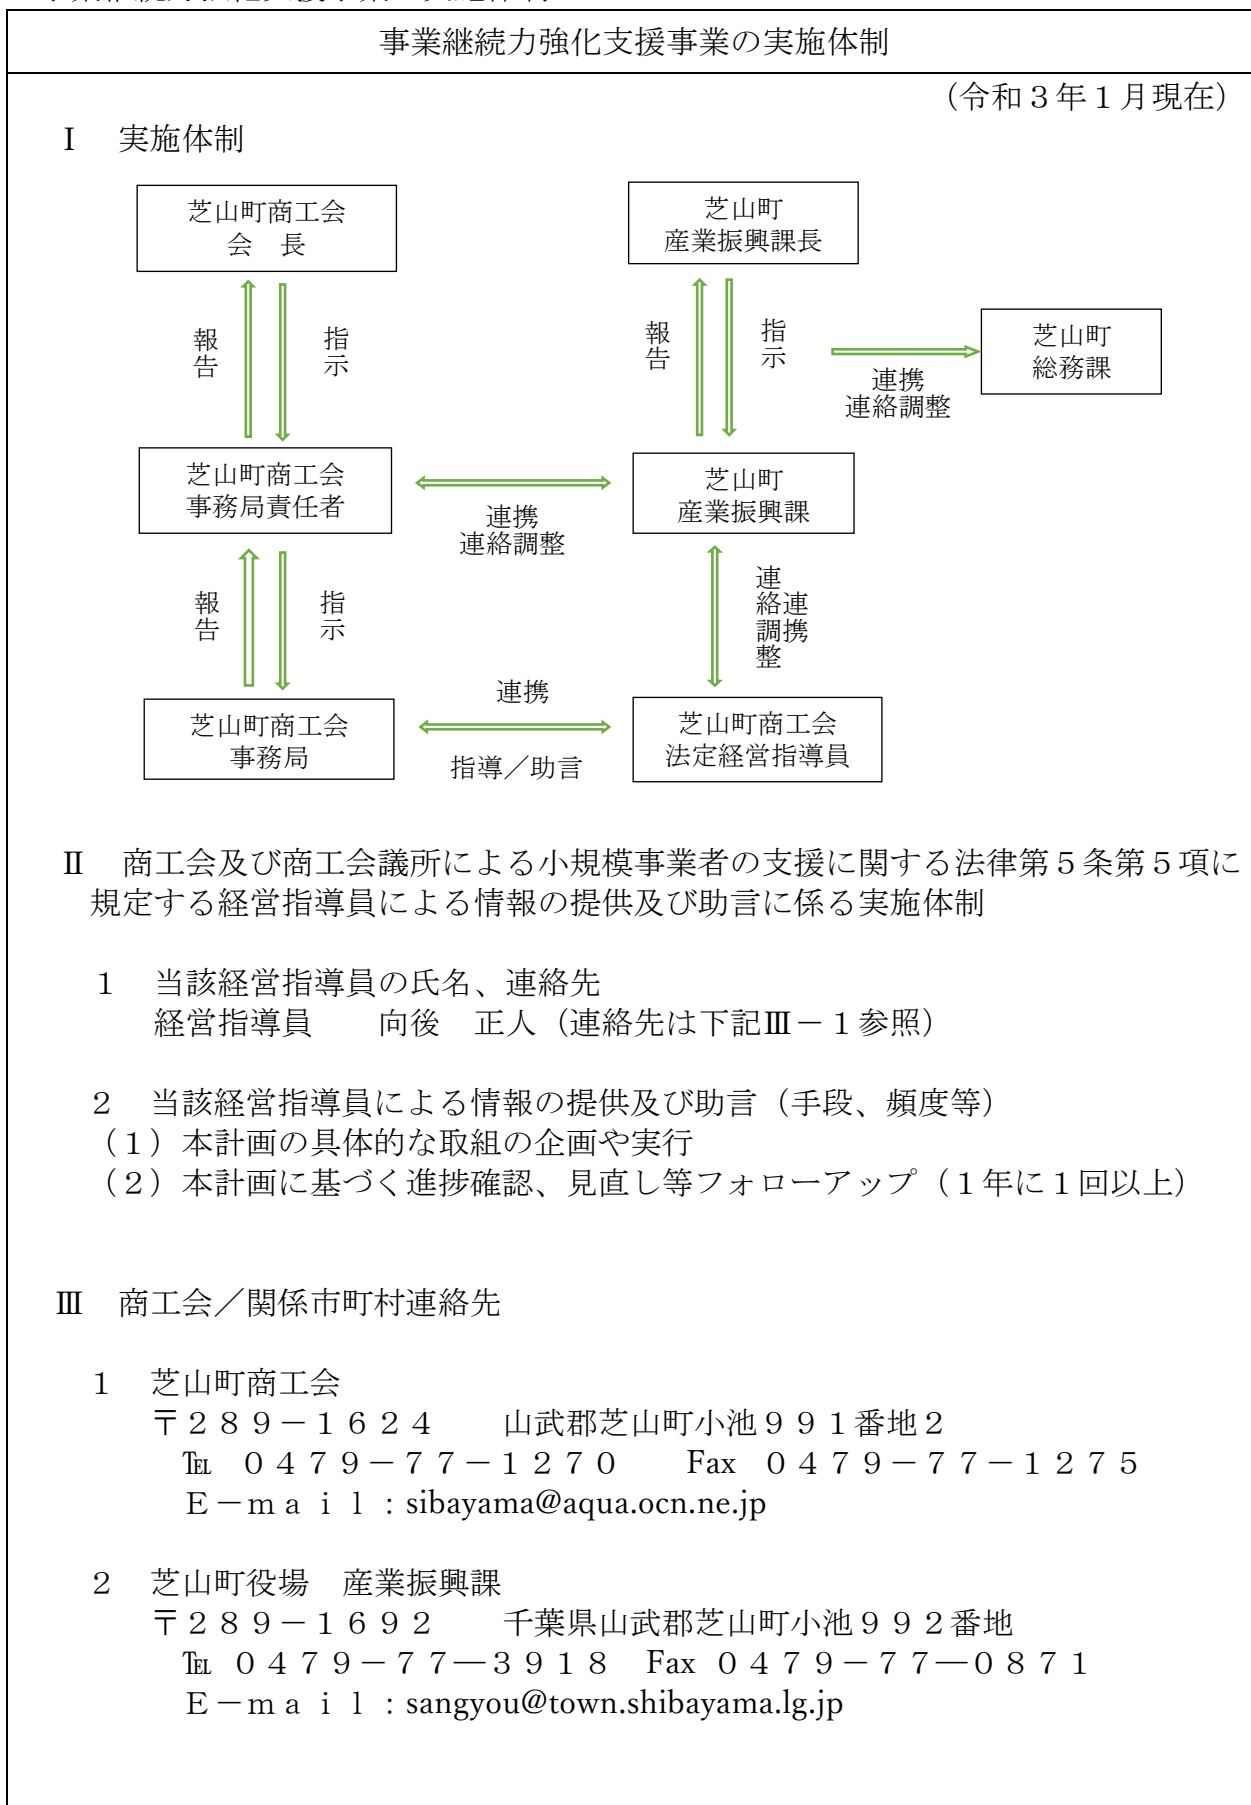 事業継続力強化支援事業の実施体制
（令和３年１月現在）
Ⅰ　実施体制
芝山町商工会
会　長
芝山町
産業振興課長
報告
指示
報告
指示
芝山町
総務課
連携
連絡調整
芝山町商工会
事務局責任者
連携
連絡調整
芝山町
産業振興課
報告
指示
連携
連絡調整
芝山町商工会
事務局
連携
指導／助言
芝山町商工会
法定経営指導員
Ⅱ　商工会及び商工会議所による小規模事業者の支援に関する法律第５条第５項に
規定する経営指導員による情報の提供及び助言に係る実施体制
１　当該経営指導員の氏名、連絡先
経営指導員　　向後　正人（連絡先は下記Ⅲ－１参照）
２　当該経営指導員による情報の提供及び助言（手段、頻度等）
（１）本計画の具体的な取組の企画や実行
（２）本計画に基づく進捗確認、見直し等フォローアップ（１年に１回以上）
Ⅲ　商工会／関係市町村連絡先
１　芝山町商工会
〒２８９－１６２４　　山武郡芝山町小池９９１番地２
℡　０４７９－７７－１２７０　　Fax　０４７９－７７－１２７５
Ｅ－ｍａｉｌ：sibayama@aqua.ocn.ne.jp
２　芝山町役場　産業振興課
〒２８９－１６９２　　千葉県山武郡芝山町小池９９２番地
℡ ０４７９－７７―３９１８　Fax ０４７９－７７―０８７１
Ｅ－ｍａｉｌ：sangyou@town.shibayama.lg.jp